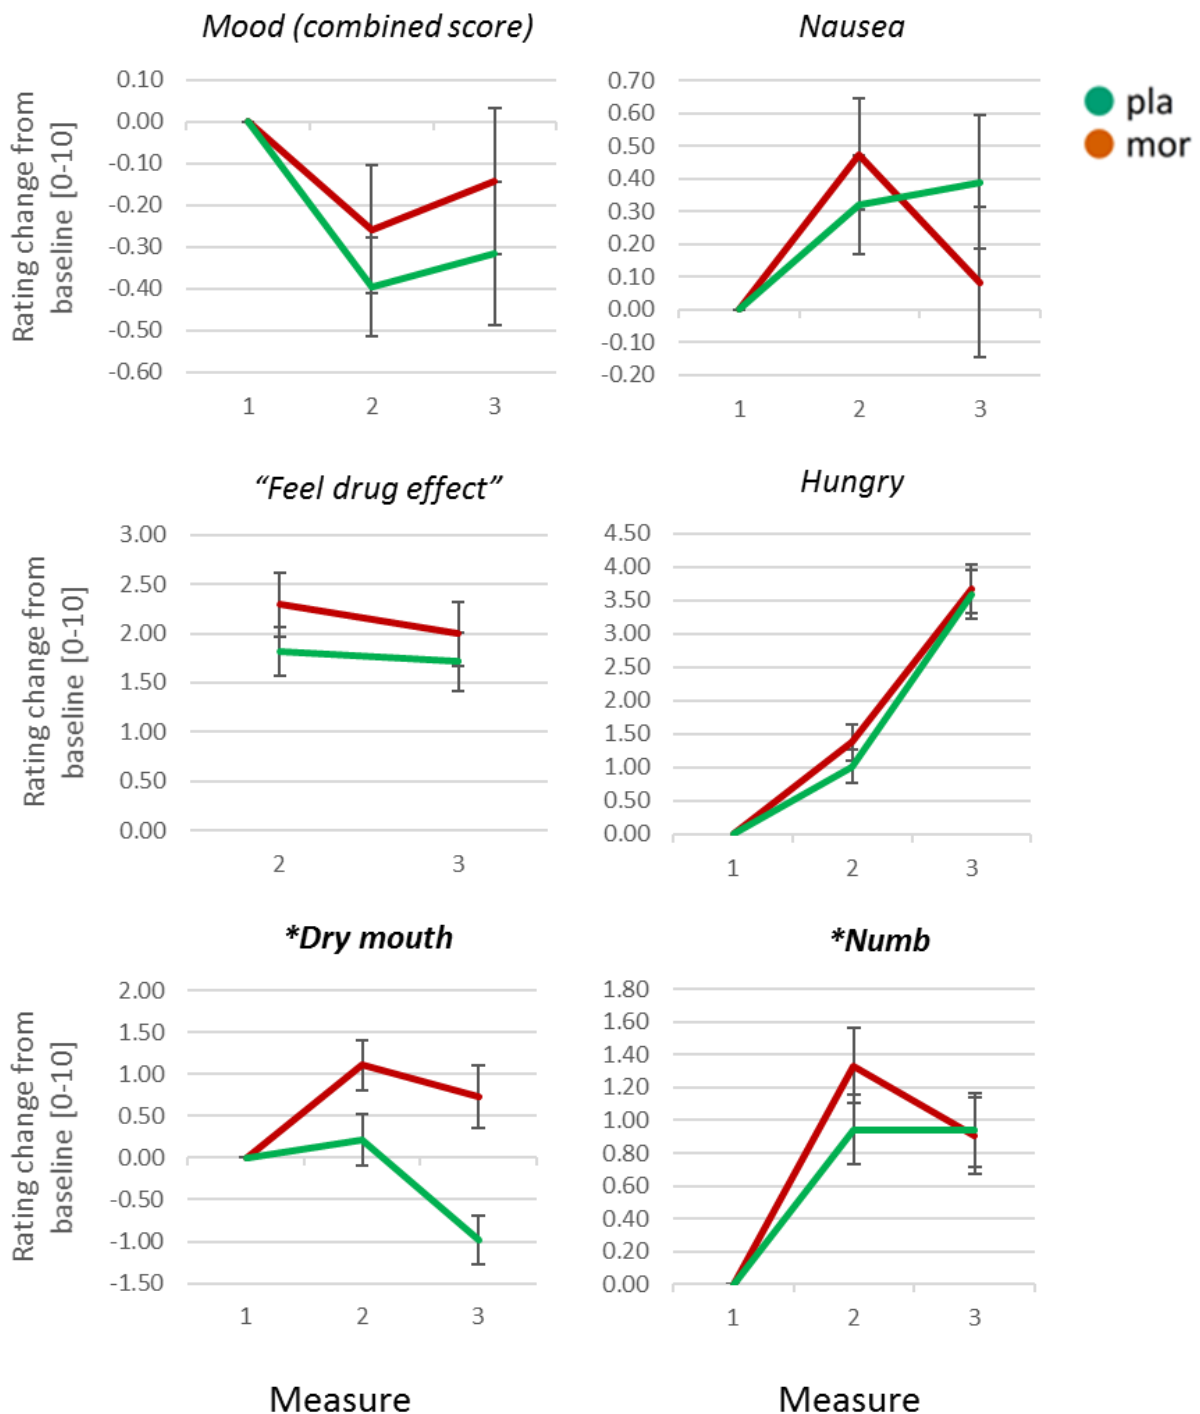 Mood (combined score)
Nausea
pla
mor
Rating change from
baseline [0-10]
0.10
0.00
-0.10
-0.20
-0.30
-0.40
-0.50
-0.60
1 2 3
0.70
0.60
0.50
0.40
0.30
0.20
0.10
0.00
-0.10
-0.20
1 2 3
“Feel drug effect”
Hungry
Rating change from
baseline [0-10]
3.00
2.50
2.00
1.50
1.00
0.50
0.00
2 3
4.50
4.00
3.50
3.00
2.50
2.00
1.50
1.00
0.50
0.00
1 2 3
*Dry mouth
*Numb
Rating change from
baseline [0-10]
2.00
1.50
1.00
0.50
0.00
-0.50
-1.00
-1.50
1 2 3
1.80
1.60
1.40
1.20
1.00
0.80
0.60
0.40
0.20
0.00
1 2 3
Measure
Measure